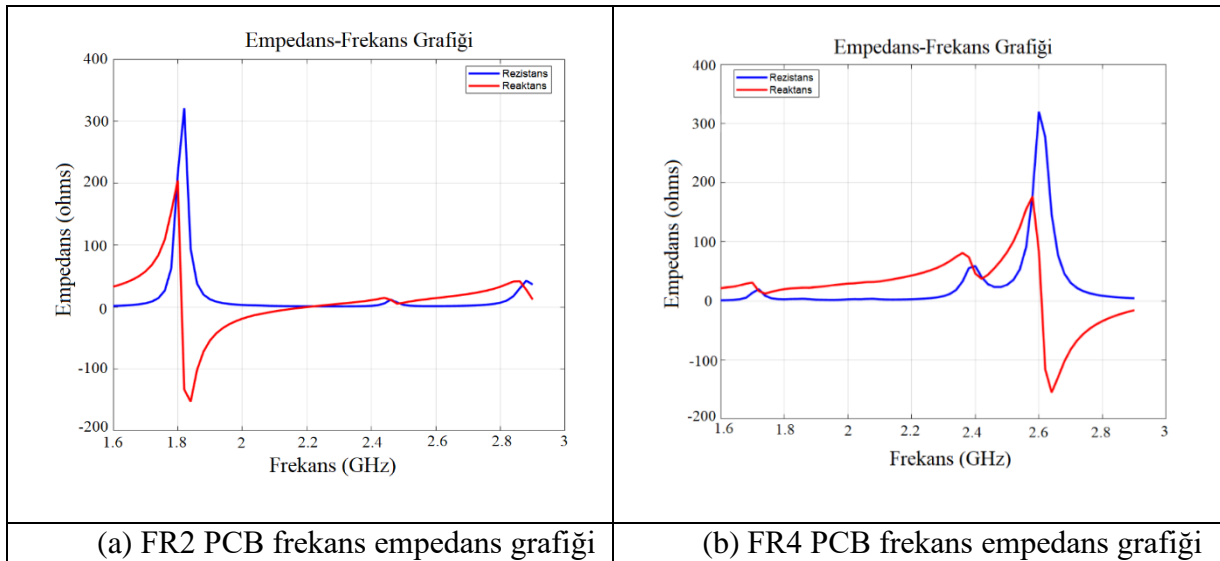 Empedans-Frekans Grafiği
400
300
200
100
0
-100
-200
Empedans (ohms)
Rezistans
Reaktans
1.6
1.8
2
2.2
2.4
2.6
2.8
3
Frekans (GHz)
(a) FR2 PCB frekans empedans grafiği
Empedans-Frekans Grafiği
400
300
200
100
0
-100
-200
Empedans (ohms)
Rezistans
Reaktans
1.6
1.8
2
2.2
2.4
2.6
2.8
3
Frekans (GHz)
(b) FR4 PCB frekans empedans grafiği